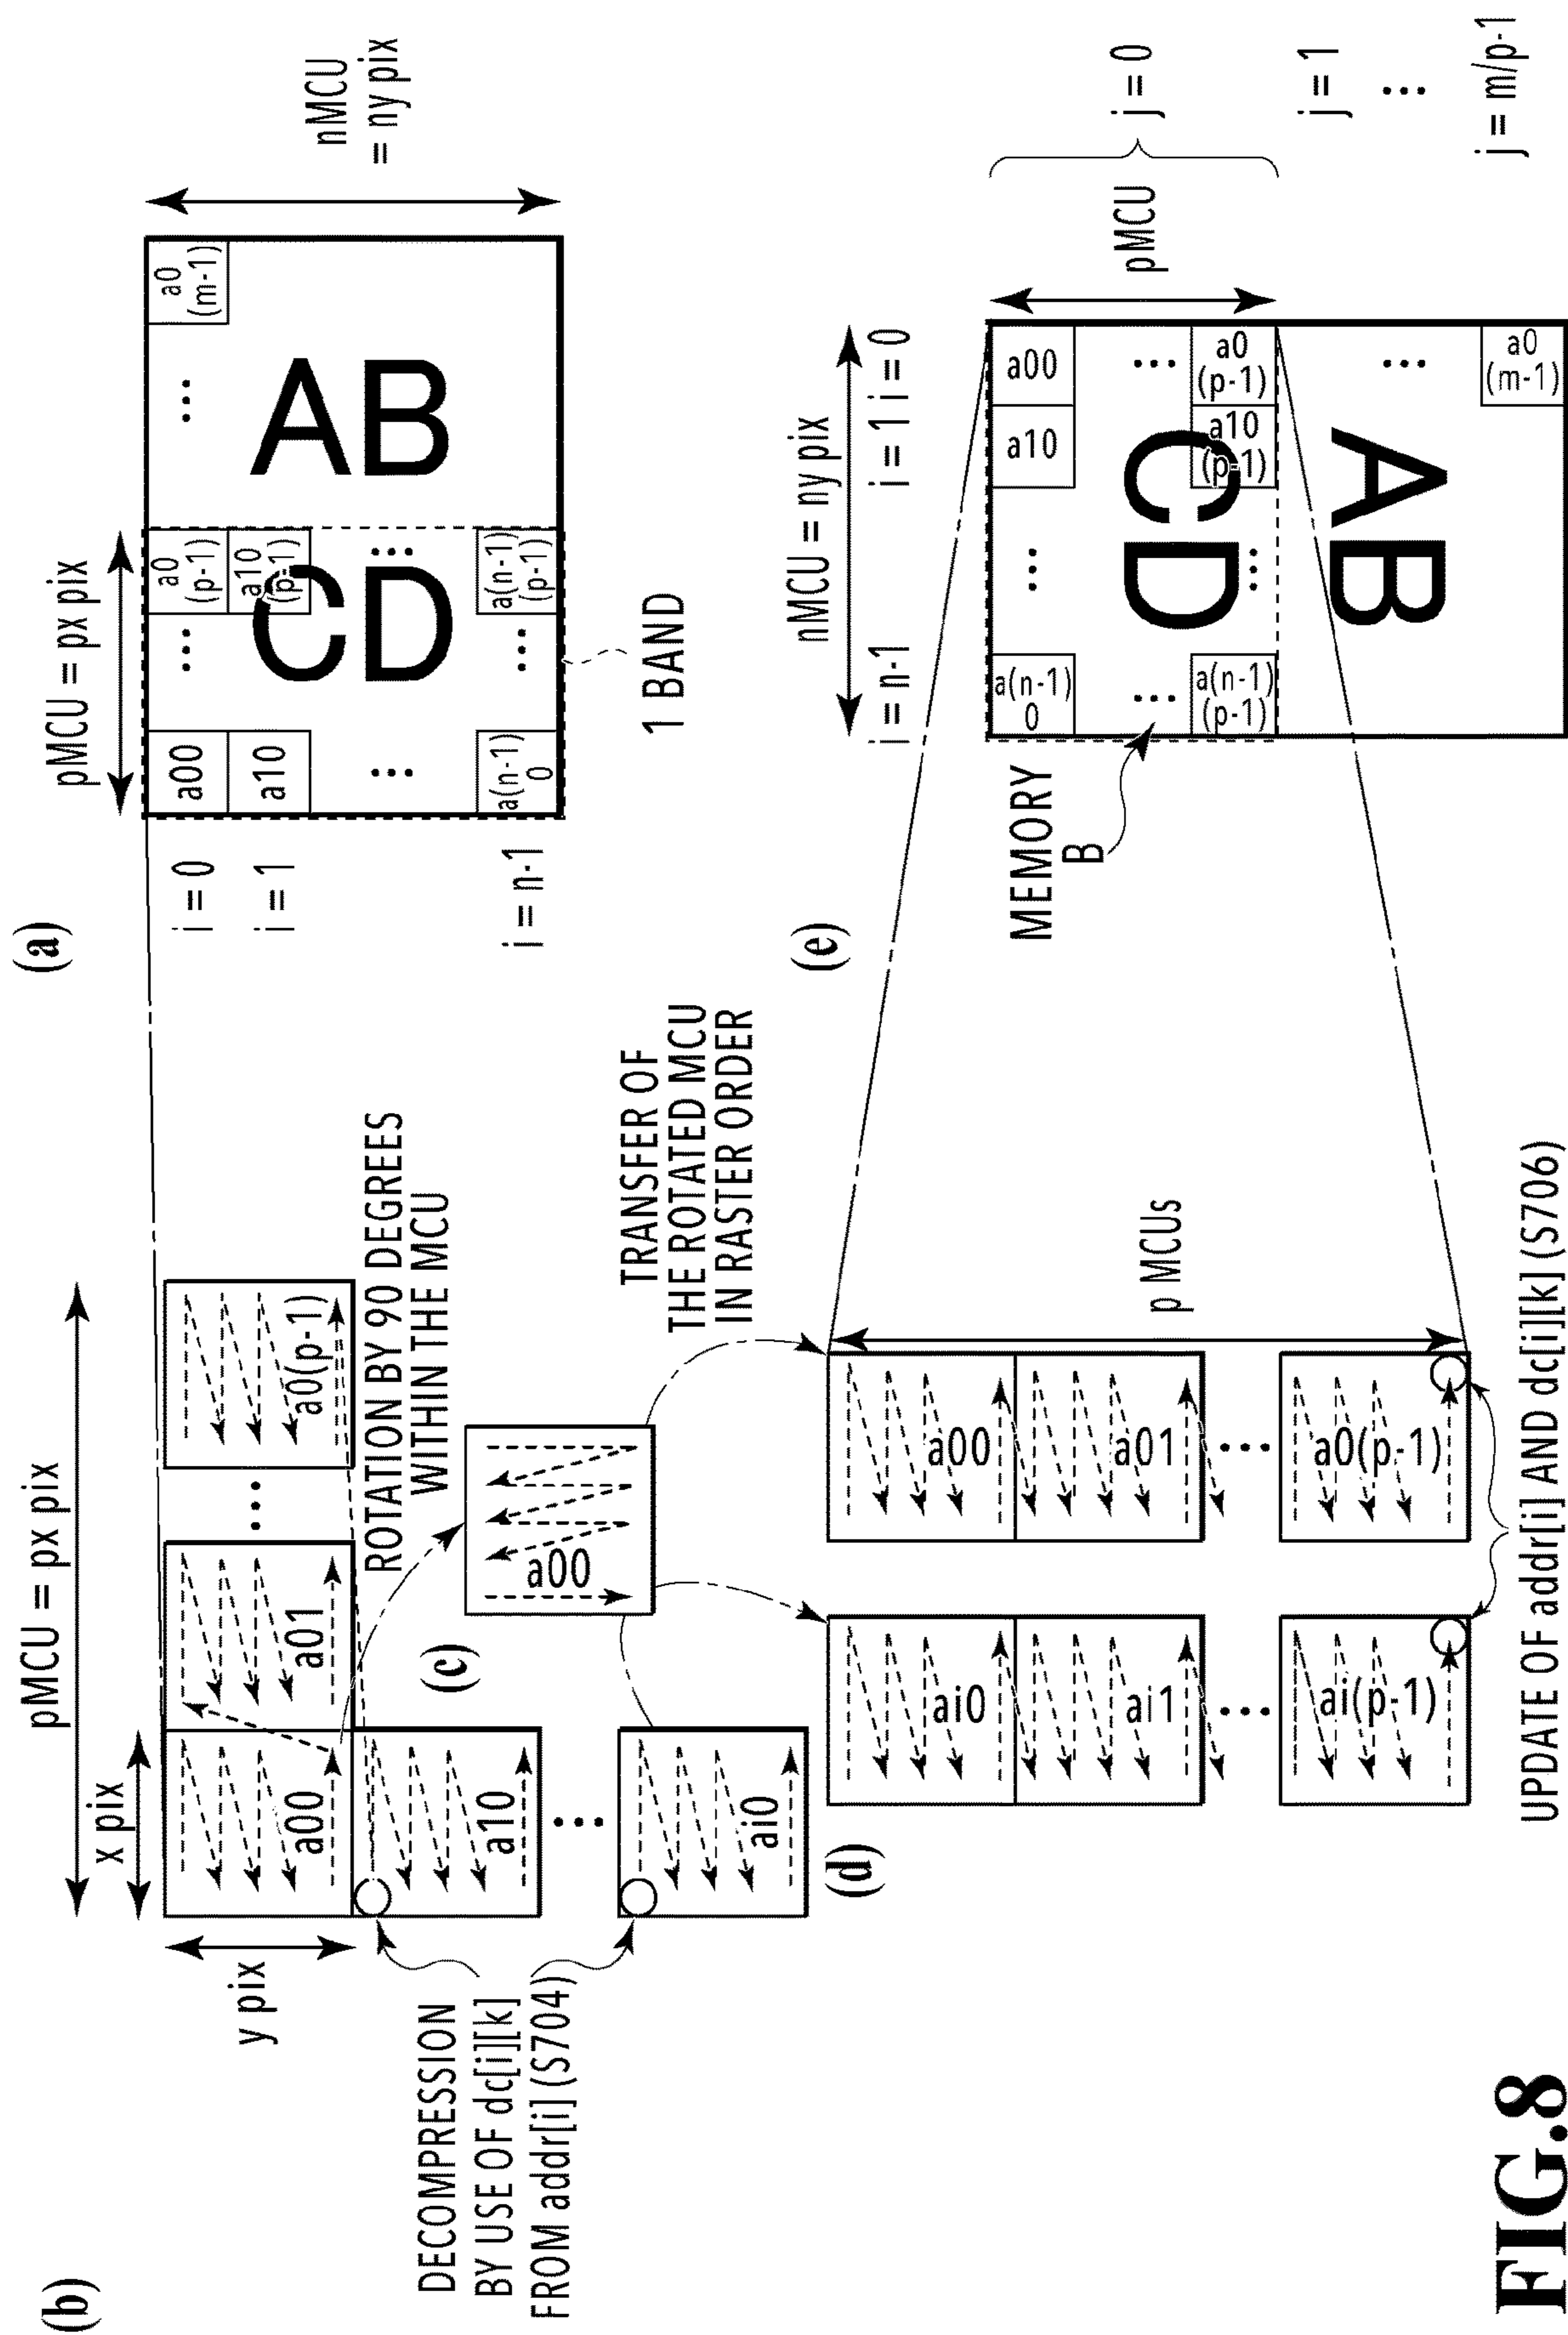 (a)
pMCU = px pix
nMCU
= ny pix
i = 0
i = 1
i = n-1
a00
...
a0
(p-1)
...
a0
(m-1)
a10
a10
(p-1)
...
...
CD
AB
a(n-1)
0
...
a(n-1)
(p-1)
1 BAND
(b)
pMCU = px pix
x pix
y pix
a00
a01
...
a0(p-1)
a10
...
ai0
DECOMPRESSION
BY USE OF dc[i][k]
FROM addr[i] (S704)
ROTATION BY 90 DEGREES
WITHIN THE MCU
(c)
a00
TRANSFER OF
THE ROTATED MCU
IN RASTER ORDER
(d)
ai0
ai1
...
ai(p-1)
a00
a01
...
a0(p-1)
p MCUs
UPDATE OF addr[i] AND dc[i][k] (S706)
(e)
nMCU = ny pix
i = n-1
i = 1
i = 0
MEMORY
B
a(n-1)
0
...
a10
a00
...
...
...
a(n-1)
(p-1)
a10
(p-1)
a0
(p-1)
CD
AB
...
a0
(m-1)
pMCU
j = 0
j = 1
...
j = m/p-1
FIG.8